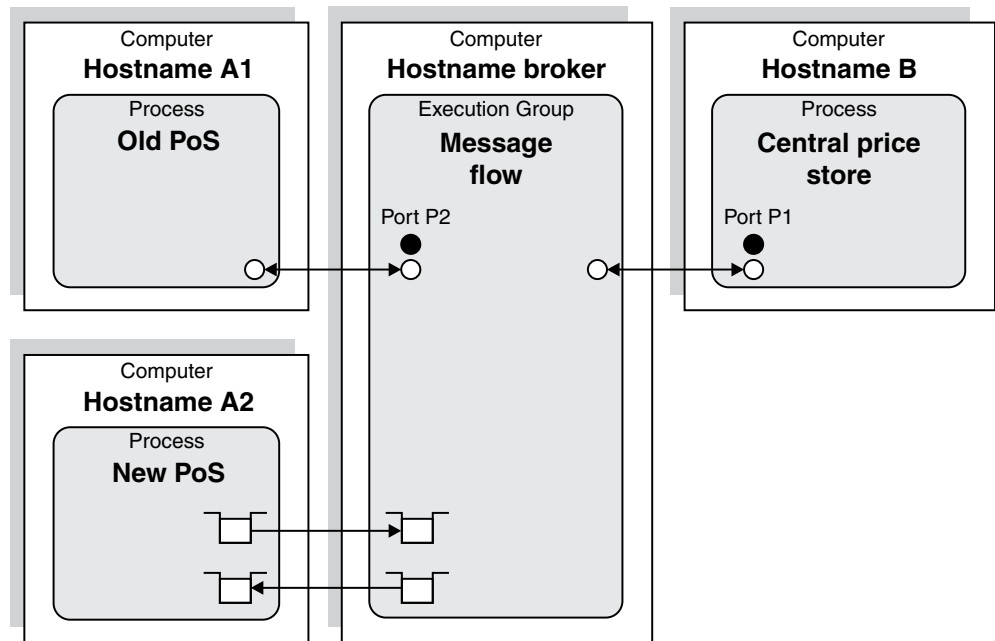 Computer
Hostname A1
Process
Old PoS
Computer
Hostname broker
Execution Group
Message
flow
Port P2
Computer
Hostname B
Process
Central price
store
Port P1
Computer
Hostname A2
Process
New PoS